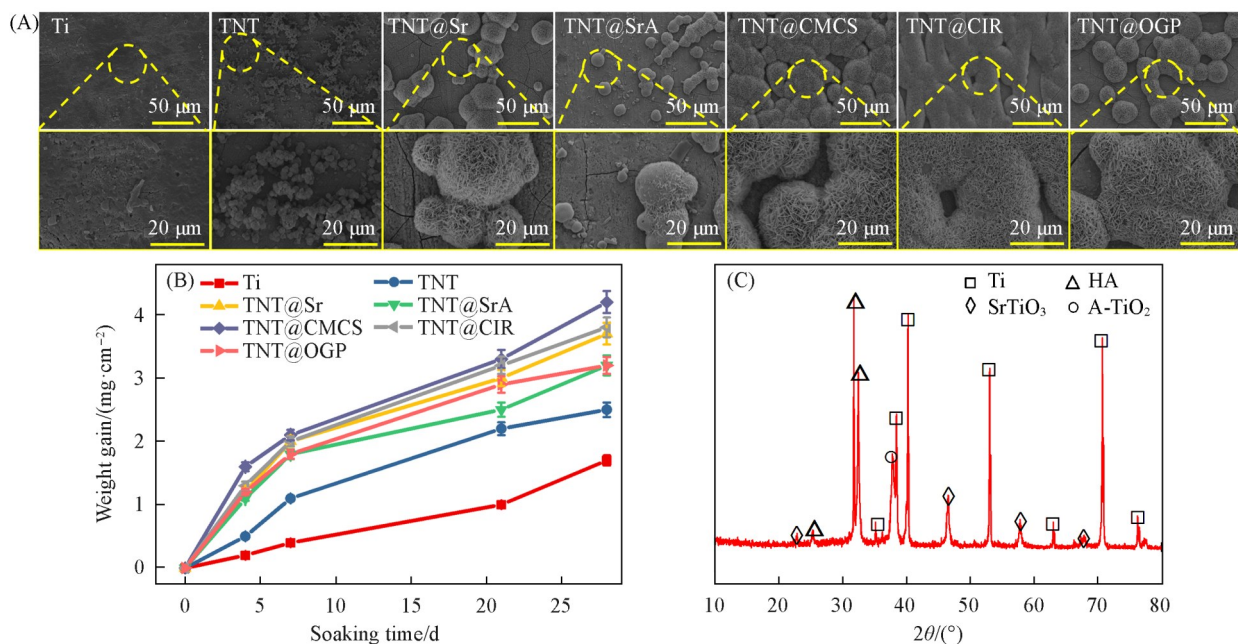 (A)
Ti TNT TNT@Sr TNT@SrA TNT@CMCS TNT@CIR TNT@OGP
50 μm 50 μm 50 μm 50 μm 50 μm 50 μm 50 μm
20 μm 20 μm 20 μm 20 μm 20 μm 20 μm 20 μm
(B)
Ti TNT
TNT@Sr TNT@SrA
TNT@CMCS TNT@CIR
TNT@OGP
Weight gain/(mg·cm⁻²)
4
3
2
1
0
0 5 10 15 20 25
Soaking time/d
(C)
Ti HA
SrTiO₃ A-TiO₂
10 20 30 40 50 60 70 80
2θ/(°)